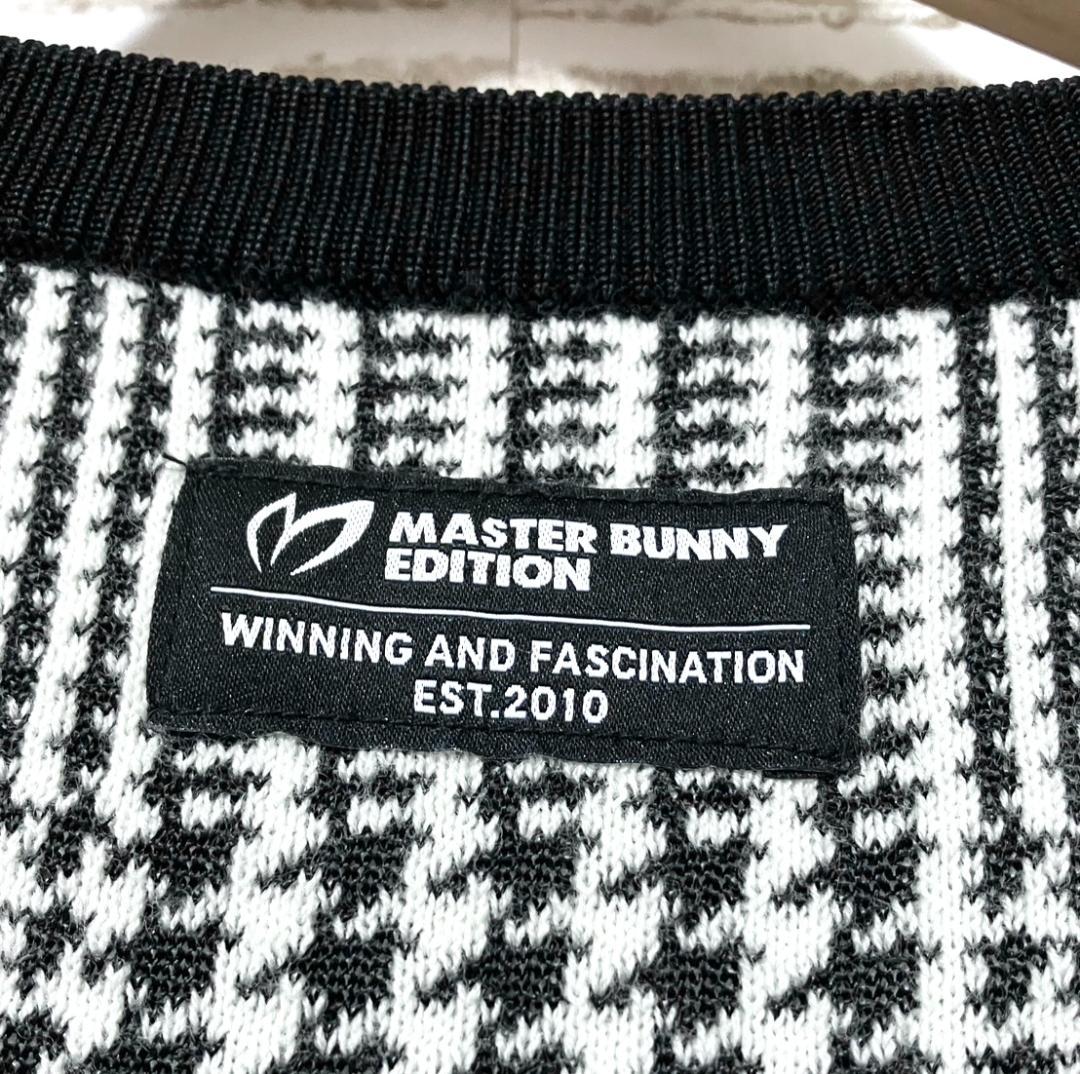 MASTER BUNNY
EDITION
WINNING AND FASCINATION
EST.2010